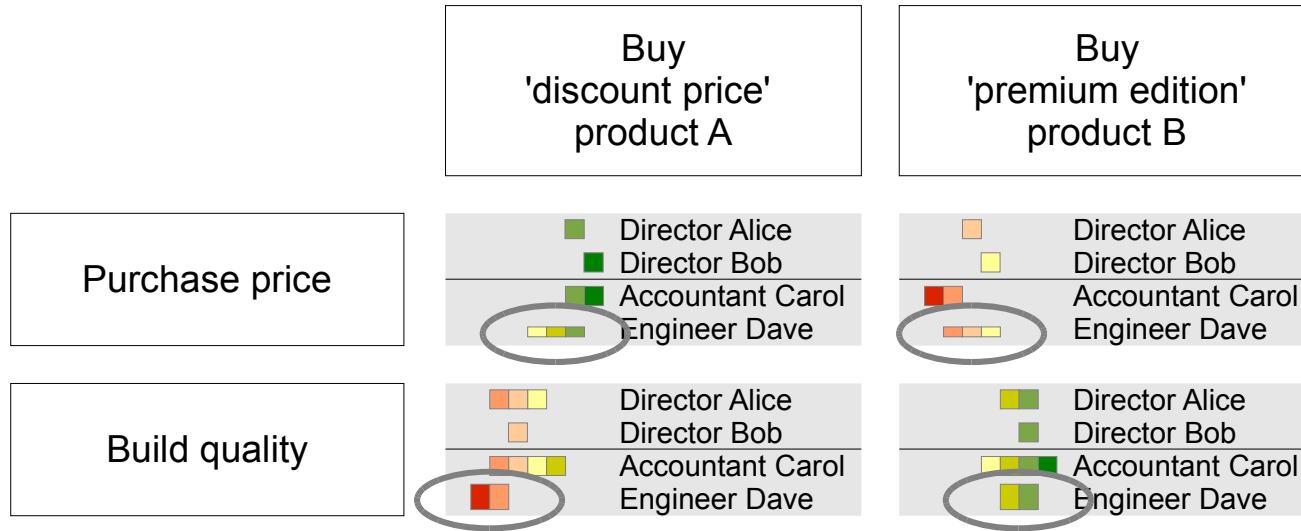 Buy
'discount price'
product A
Buy
'premium edition'
product B
Purchase price
Director Alice
Director Bob
Accountant Carol
Engineer Dave
Director Alice
Director Bob
Accountant Carol
Engineer Dave
Build quality
Director Alice
Director Bob
Accountant Carol
Engineer Dave
Director Alice
Director Bob
Accountant Carol
Engineer Dave